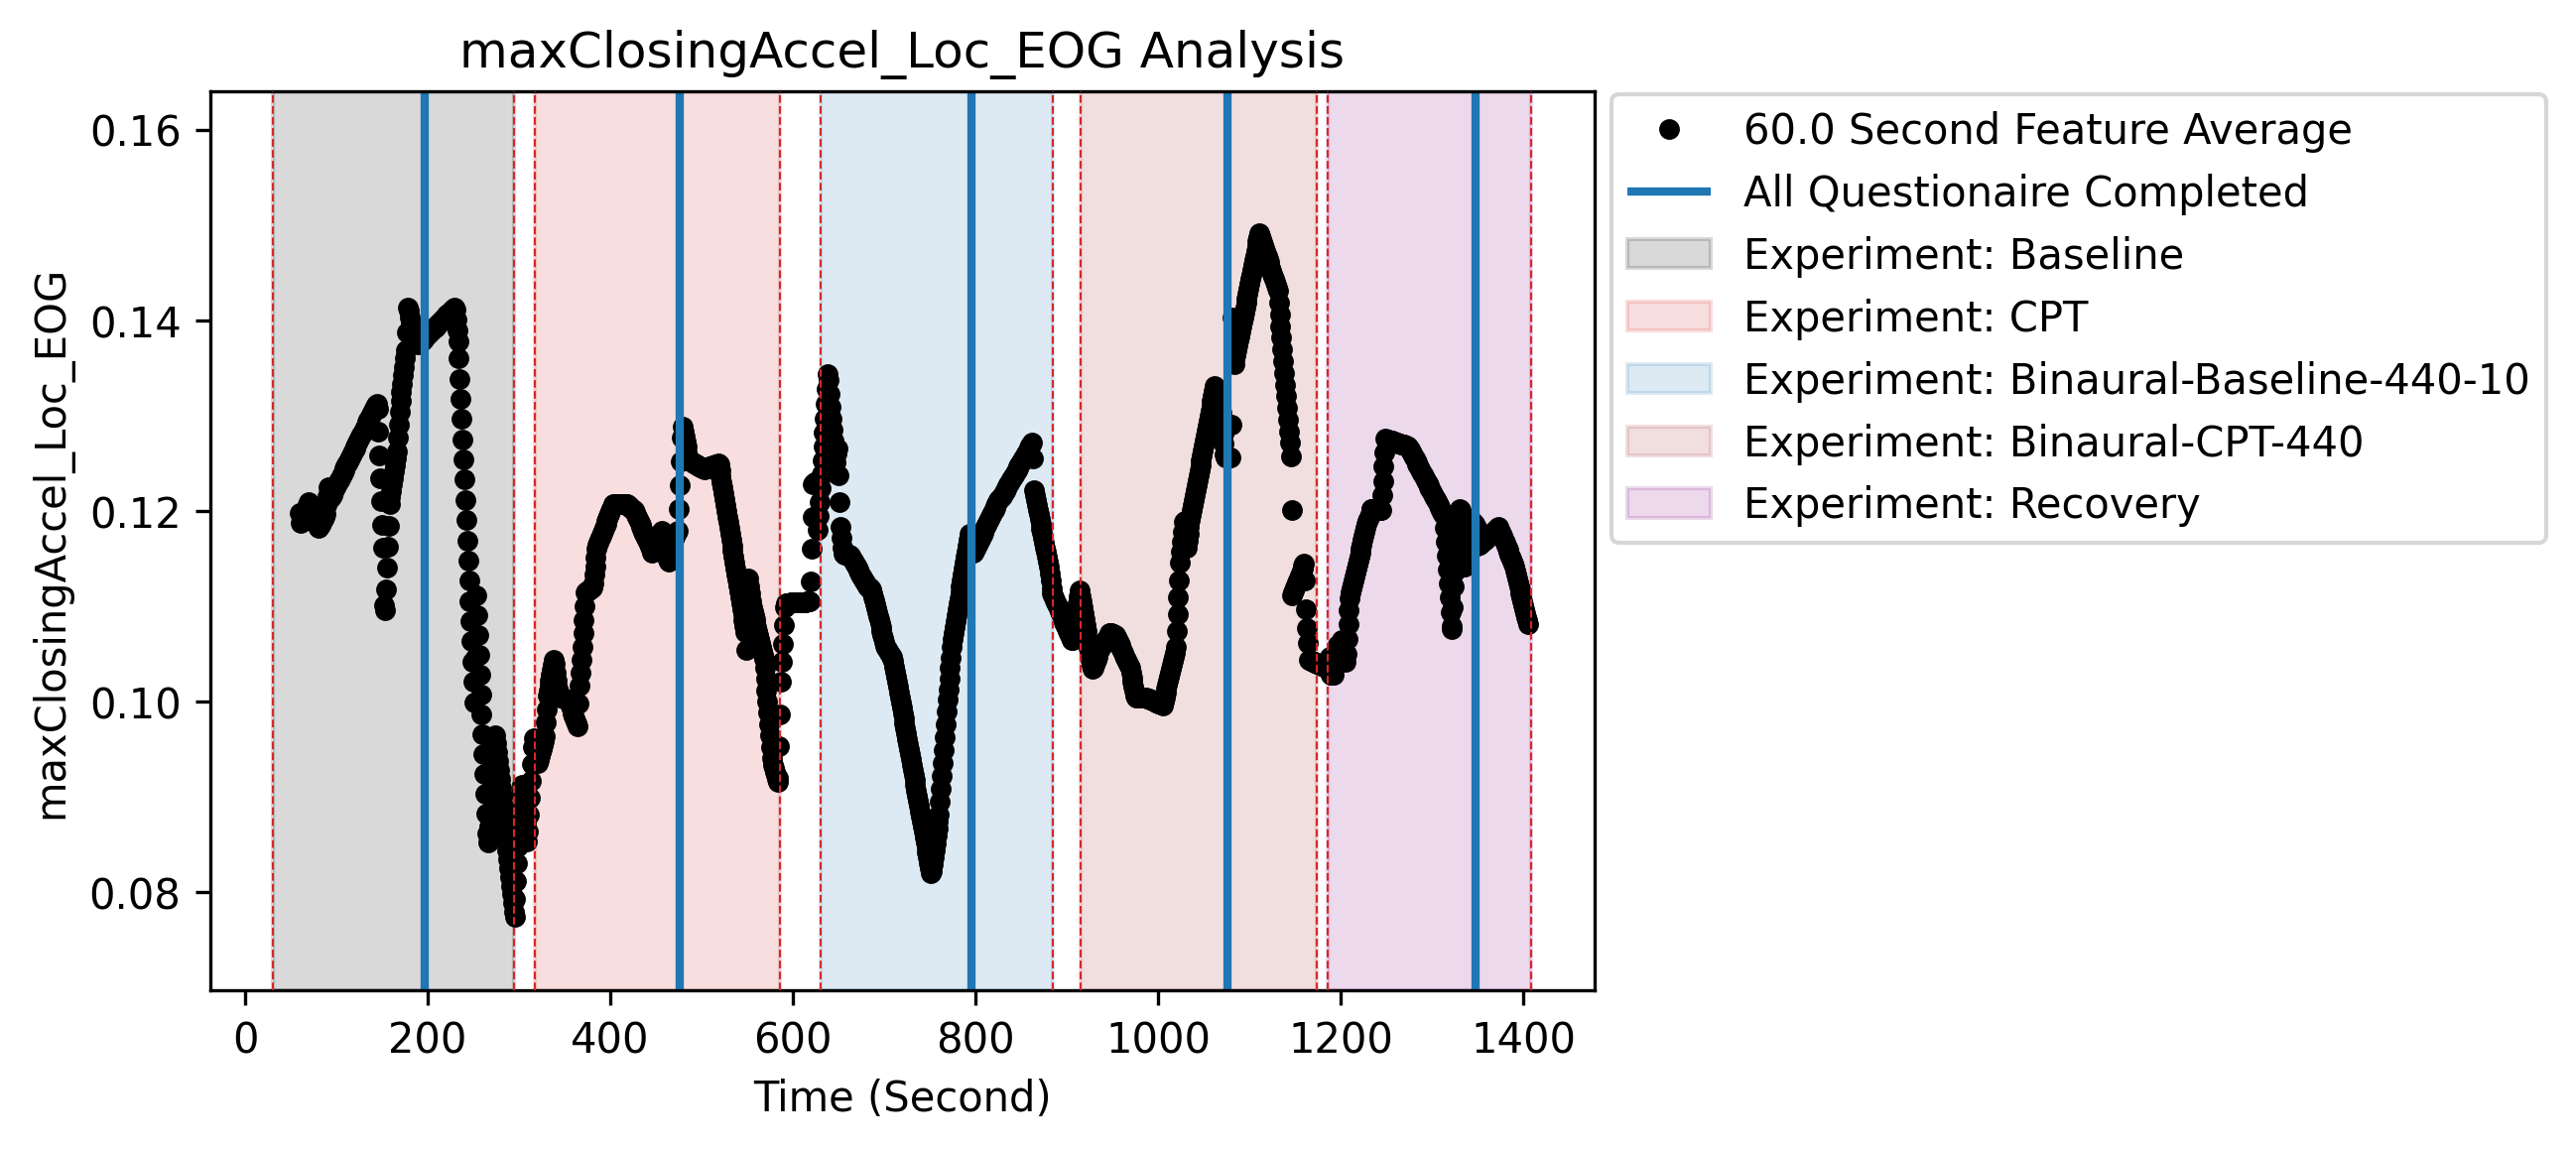 maxClosingAccel_Loc_EOG Analysis
maxClosingAccel_Loc_EOG
0.16
0.14
0.12
0.10
0.08
0 200 400 600 800 1000 1200 1400
Time (Second)
60.0 Second Feature Average
All Questionaire Completed
Experiment: Baseline
Experiment: CPT
Experiment: Binaural-Baseline-440-10
Experiment: Binaural-CPT-440
Experiment: Recovery